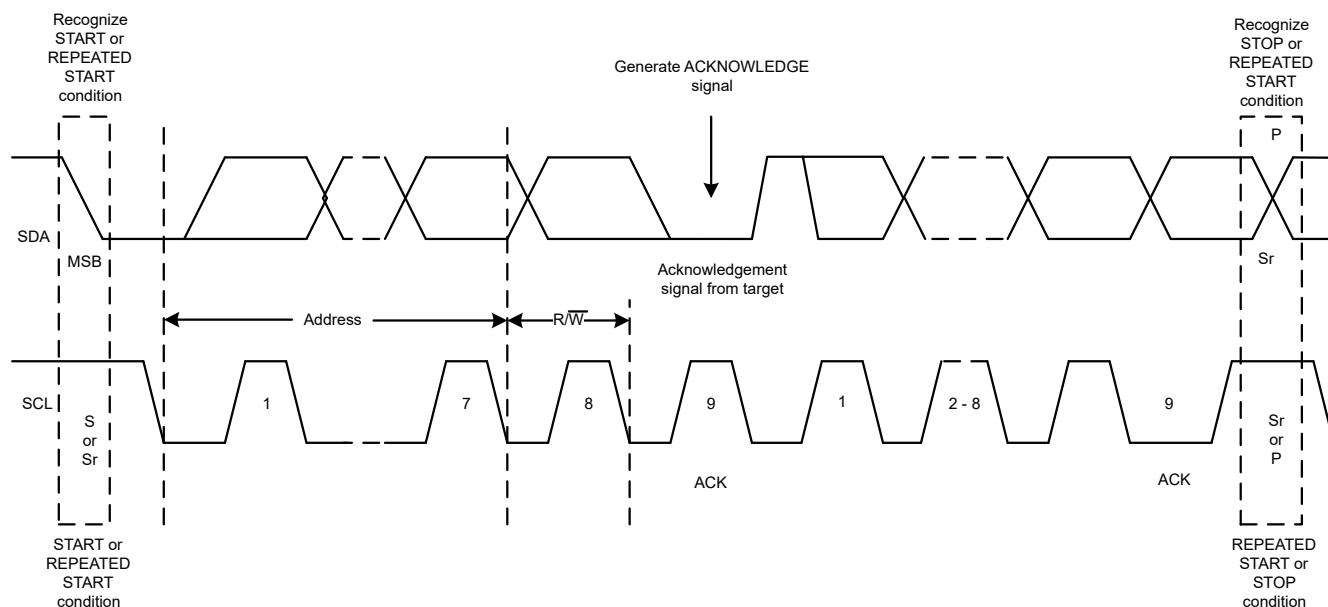 Recognize
START or
REPEATED
START
condition
Generate ACKNOWLEDGE
signal
Recognize
STOP or
REPEATED
START
condition
P
SDA
MSB
Acknowledgement
signal from target
Sr
Address
R/W̅
SCL
S
or
Sr
1
7
8
9
1
2 - 8
9
Sr
or
P
ACK
ACK
START or
REPEATED
START
condition
REPEATED
START or
STOP
condition